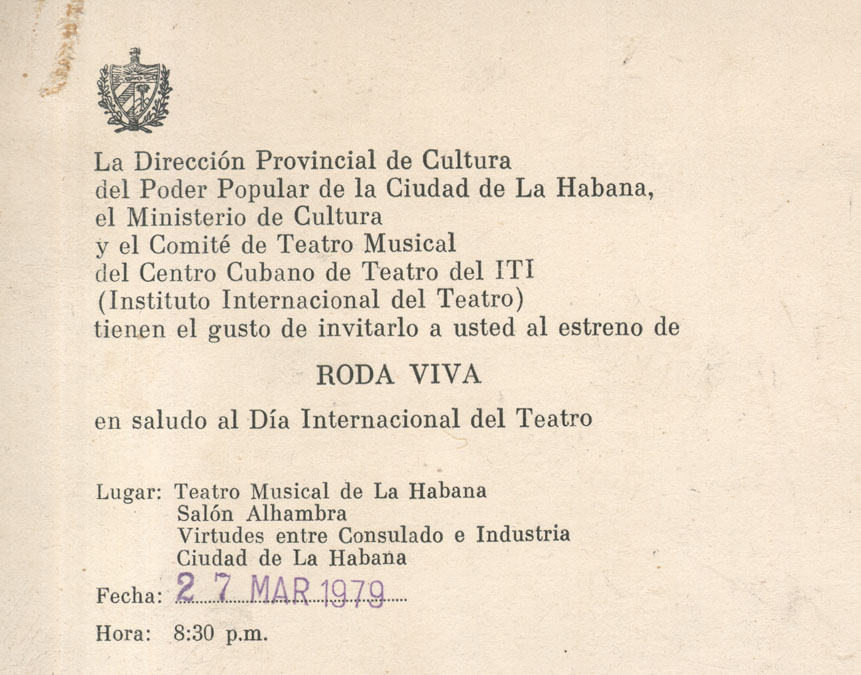 La Dirección Provincial de Cultura
del Poder Popular de la Ciudad de La Habana,
el Ministerio de Cultura
y el Comité de Teatro Musical
del Centro Cubano de Teatro del ITI
(Instituto Internacional del Teatro)
tienen el gusto de invitarlo a usted al estreno de
RODA VIVA
en saludo al Día Internacional del Teatro
Lugar: Teatro Musical de La Habana
Salón Alhambra
Virtudes entre Consulado e Industria
Ciudad de La Habana
Fecha: 27 MAR 1979
Hora: 8:30 p.m.